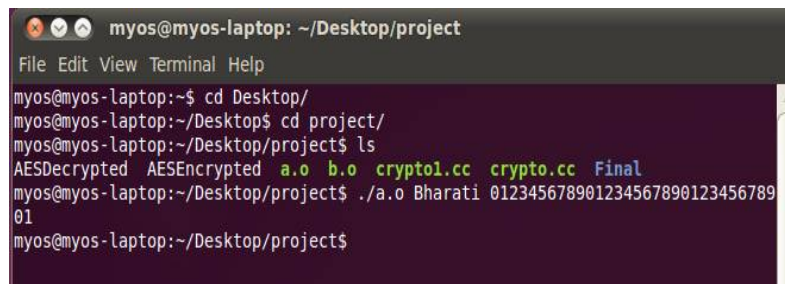 myos@myos-laptop: ~/Desktop/project
File Edit View Terminal Help
myos@myos-laptop:~$ cd Desktop/
myos@myos-laptop:~/Desktop$ cd project/
myos@myos-laptop:~/Desktop/project$ ls
AESDecrypted AESEncrypted a.o b.o crypto1.cc crypto.cc Final
myos@myos-laptop:~/Desktop/project$ ./a.o Bharati 012345678901234567890123456789
01
myos@myos-laptop:~/Desktop/project$